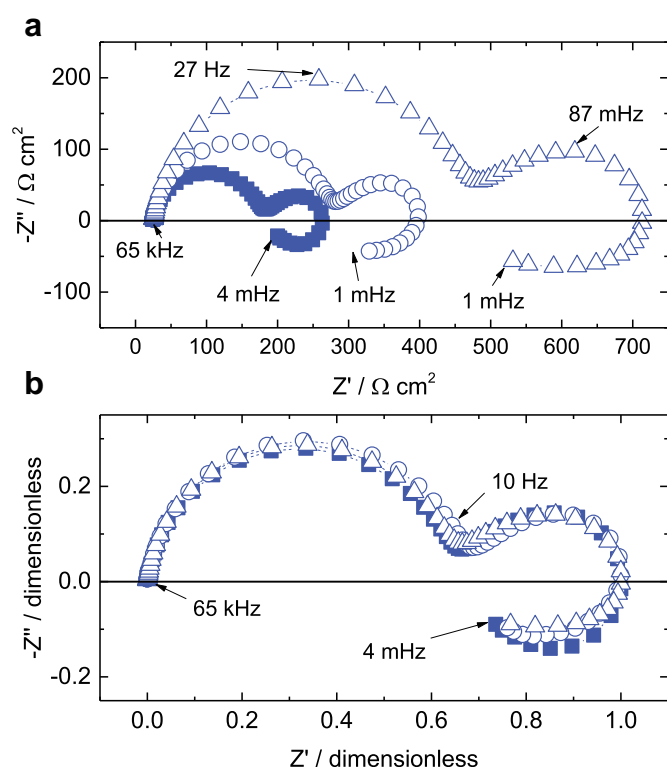 a
200
100
0
-100
-Z" / Ω cm²
27 Hz
87 mHz
65 kHz
4 mHz
1 mHz
1 mHz
0 100 200 300 400 500 600 700
Z' / Ω cm²
b
0.2
0.0
-0.2
-Z" / dimensionless
10 Hz
65 kHz
4 mHz
0.0 0.2 0.4 0.6 0.8 1.0
Z' / dimensionless